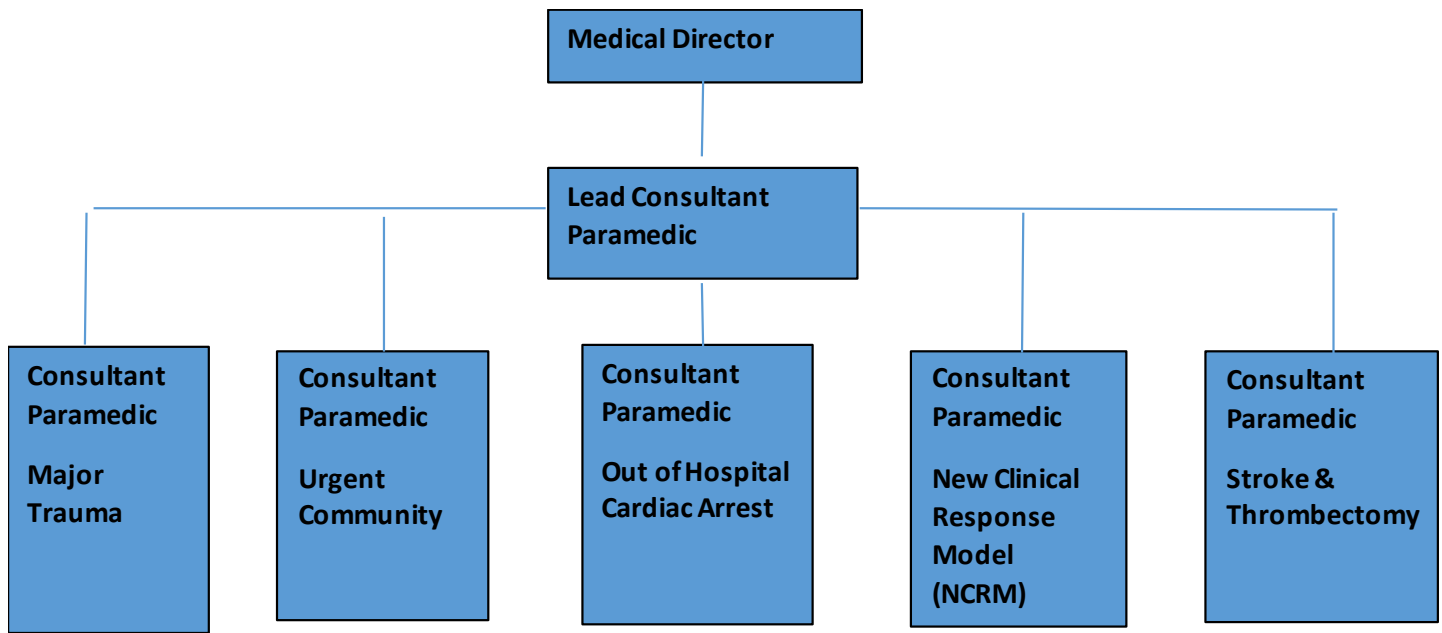 Medical Director
Lead Consultant
Paramedic
Consultant
Paramedic
Major
Trauma
Consultant
Paramedic
Urgent
Community
Consultant
Paramedic
Out of Hospital
Cardiac Arrest
Consultant
Paramedic
New Clinical
Response
Model
(NCRM)
Consultant
Paramedic
Stroke &
Thrombectomy